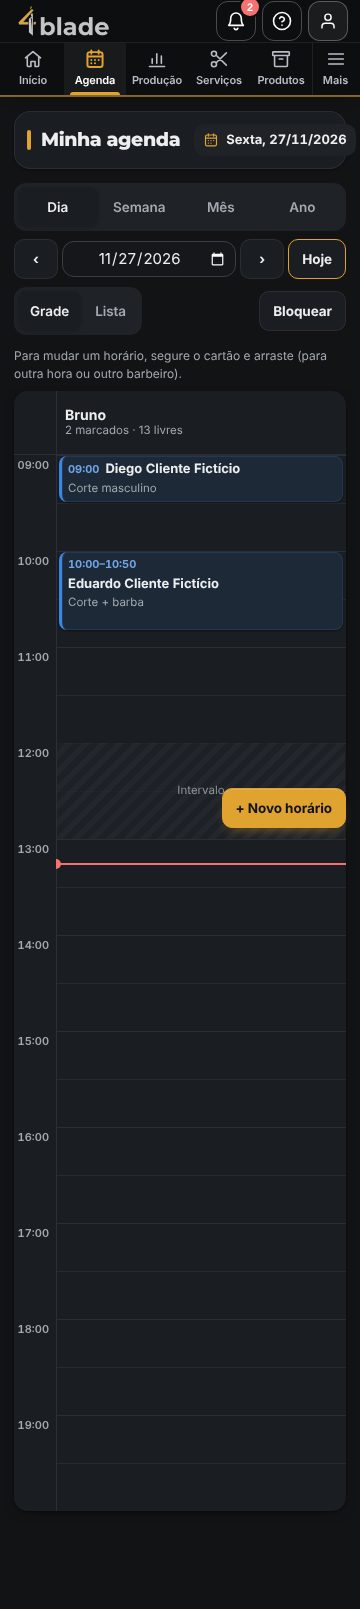 4blade
2
Início
Agenda
Produção
Serviços
Produtos
Mais
Minha agenda
Sexta, 27/11/2026
Dia
Semana
Mês
Ano
‹
11/27/2026
›
Hoje
Grade
Lista
Bloquear
Para mudar um horário, segure o cartão e arraste (para
outra hora ou outro barbeiro).
Bruno
2 marcados · 13 livres
09:00
09:00 Diego Cliente Fictício
Corte masculino
10:00
10:00–10:50
Eduardo Cliente Fictício
Corte + barba
11:00
12:00
Intervalo
+ Novo horário
13:00
14:00
15:00
16:00
17:00
18:00
19:00